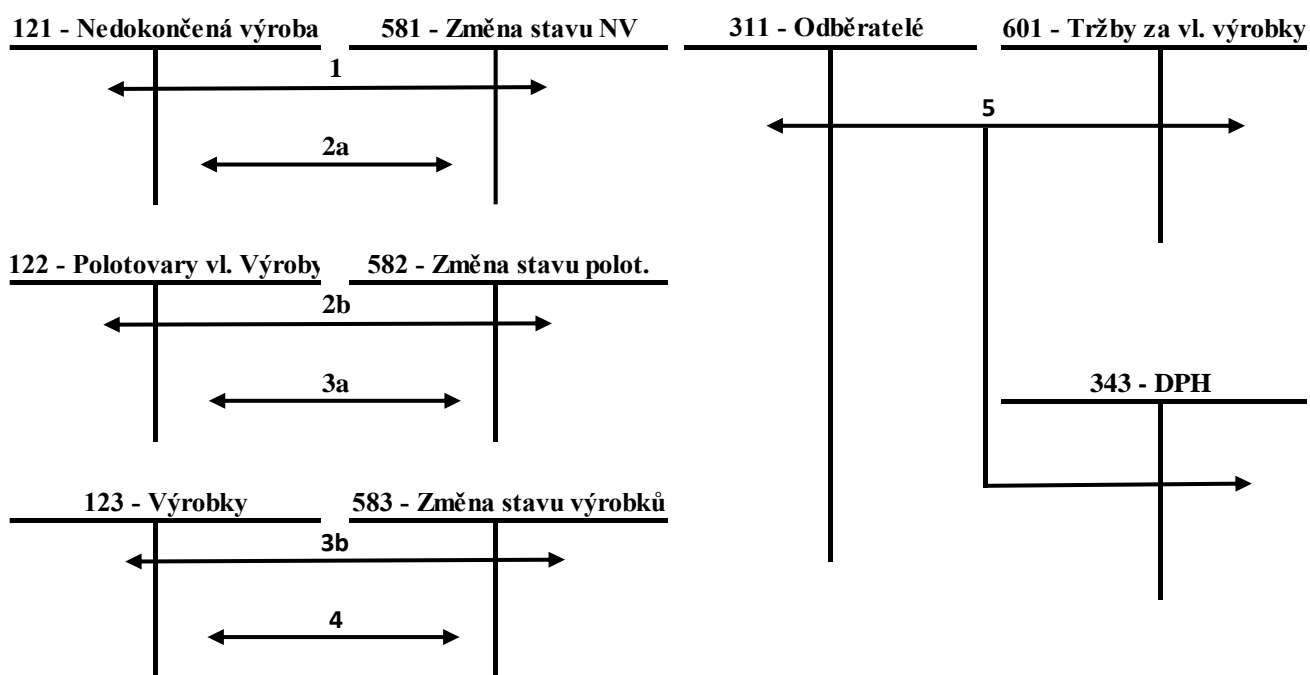 121 - Nedokončená výroba
581 - Změna stavu NV
311 - Odběratelé
601 - Tržby za vl. výrobky
1
5
2a
122 - Polotovary vl. Výroby
582 - Změna stavu polot.
2b
3a
343 - DPH
123 - Výrobky
583 - Změna stavu výrobků
3b
4